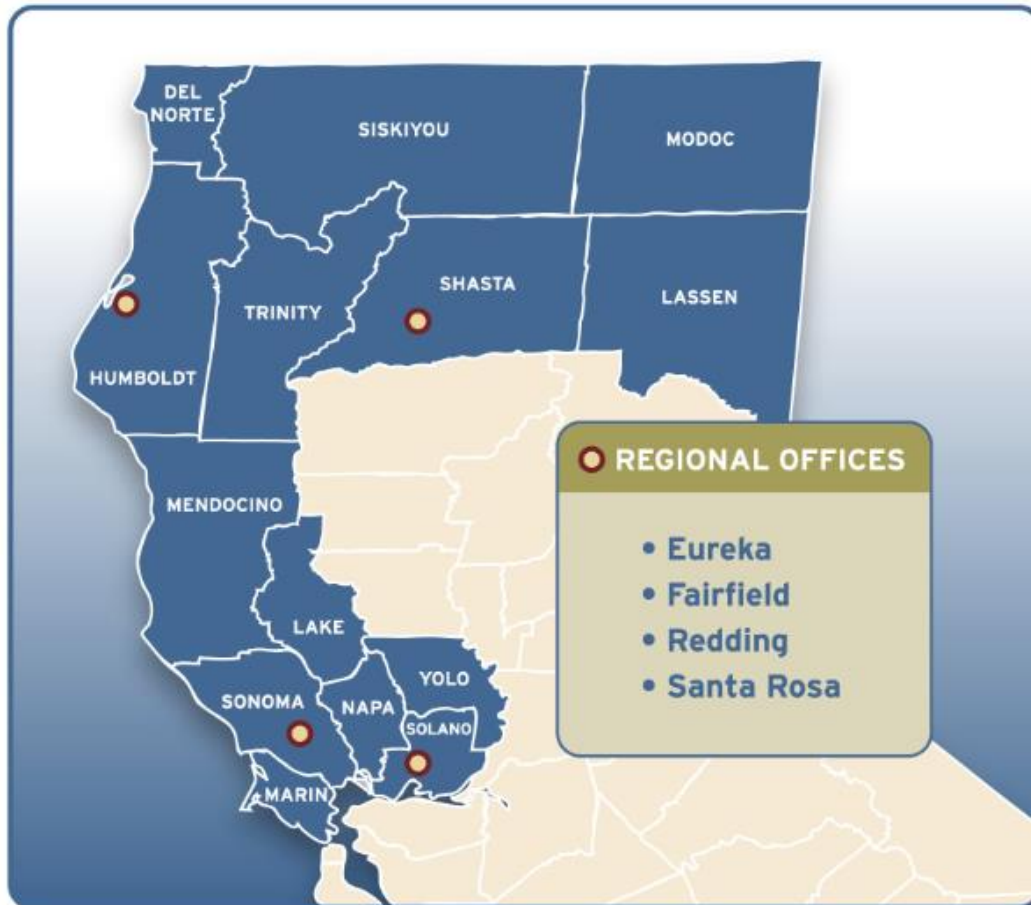 DEL
NORTE
SISKIYOU
MODOC
SHASTA
LASSEN
TRINITY
HUMBOLDT
MENDOCINO
LAKE
YOLO
SONOMA
NAPA
SOLANO
MARIN
REGIONAL OFFICES
• Eureka
• Fairfield
• Redding
• Santa Rosa